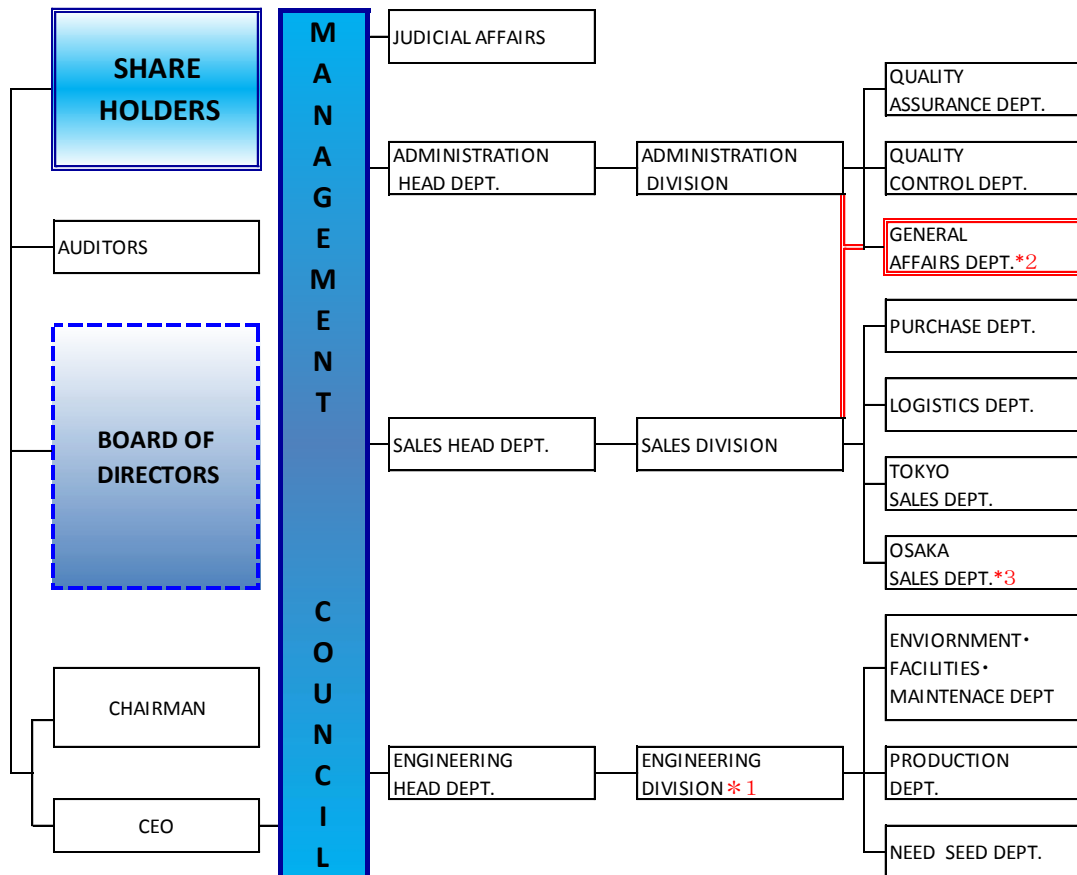 SHARE
HOLDERS
AUDITORS
BOARD OF
DIRECTORS
CHAIRMAN
CEO
M
A
N
A
G
E
M
E
N
T
C
O
U
N
C
I
L
JUDICIAL AFFAIRS
ADMINISTRATION
HEAD DEPT.
SALES HEAD DEPT.
ENGINEERING
HEAD DEPT.
ADMINISTRATION
DIVISION
SALES DIVISION
ENGINEERING
DIVISION＊1
QUALITY
ASSURANCE DEPT.
QUALITY
CONTROL DEPT.
GENERAL
AFFAIRS DEPT.*2
PURCHASE DEPT.
LOGISTICS DEPT.
TOKYO
SALES DEPT.
OSAKA
SALES DEPT.*3
ENVIORNMENT・
FACILITIES・
MAINTENACE DEPT
PRODUCTION
DEPT.
NEED SEED DEPT.